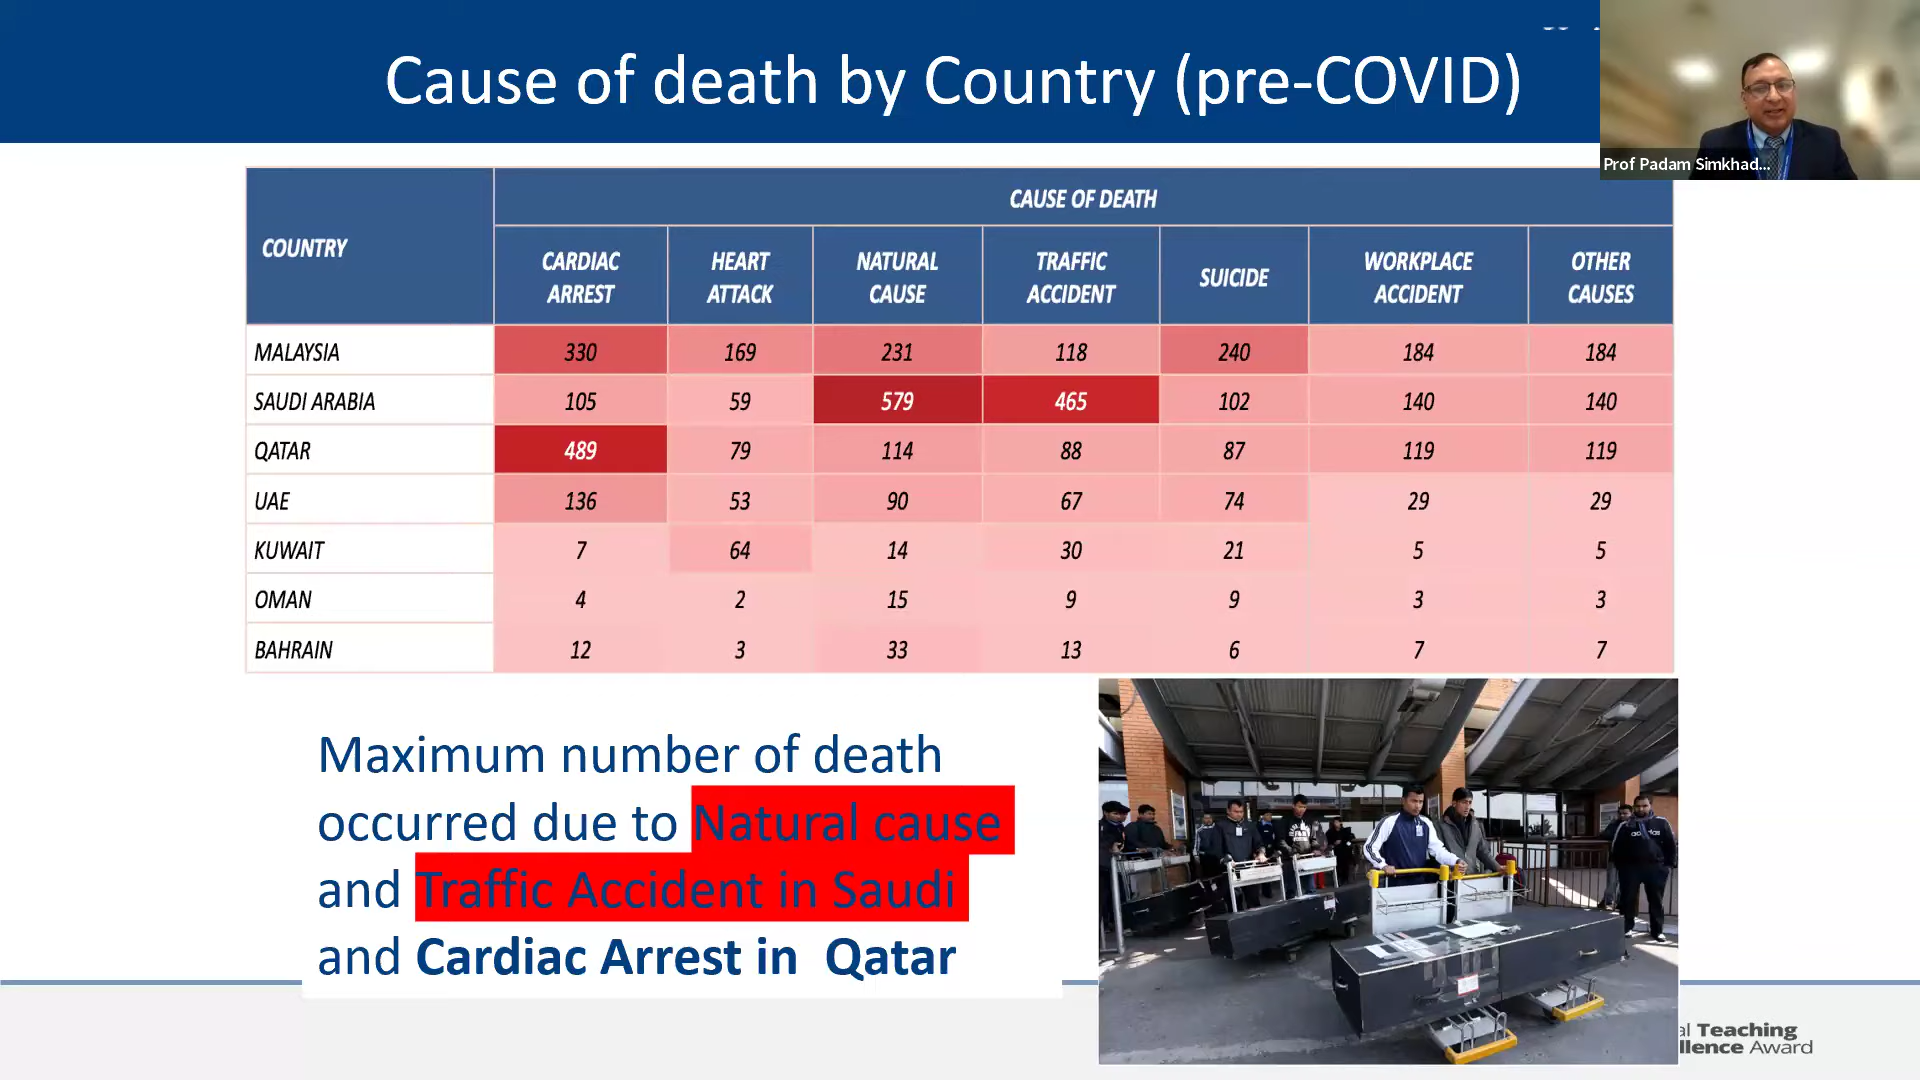 Cause of death by Country (pre-COVID)
Prof Padam Simkhad...
COUNTRY
CAUSE OF DEATH
CARDIAC ARREST
HEART ATTACK
NATURAL CAUSE
TRAFFIC ACCIDENT
SUICIDE
WORKPLACE ACCIDENT
OTHER CAUSES
MALAYSIA 330 169 231 118 240 184 184
SAUDI ARABIA 105 59 579 465 102 140 140
QATAR 489 79 114 88 87 119 119
UAE 136 53 90 67 74 29 29
KUWAIT 7 64 14 30 21 5 5
OMAN 4 2 15 9 9 3 3
BAHRAIN 12 3 33 13 6 7 7
Maximum number of death
occurred due to Natural cause
and Traffic Accident in Saudi
and Cardiac Arrest in Qatar
al Teaching
llence Award